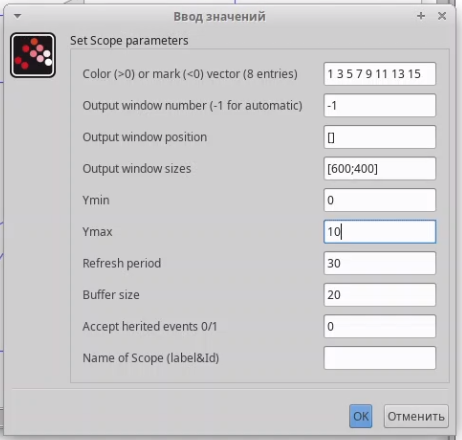 Ввод значений
Set Scope parameters
Color (>0) or mark (<0) vector (8 entries) 1 3 5 7 9 11 13 15
Output window number (-1 for automatic) -1
Output window position []
Output window sizes [600;400]
Ymin 0
Ymax 10
Refresh period 30
Buffer size 20
Accept herited events 0/1 0
Name of Scope (label&Id)
OK Отменить